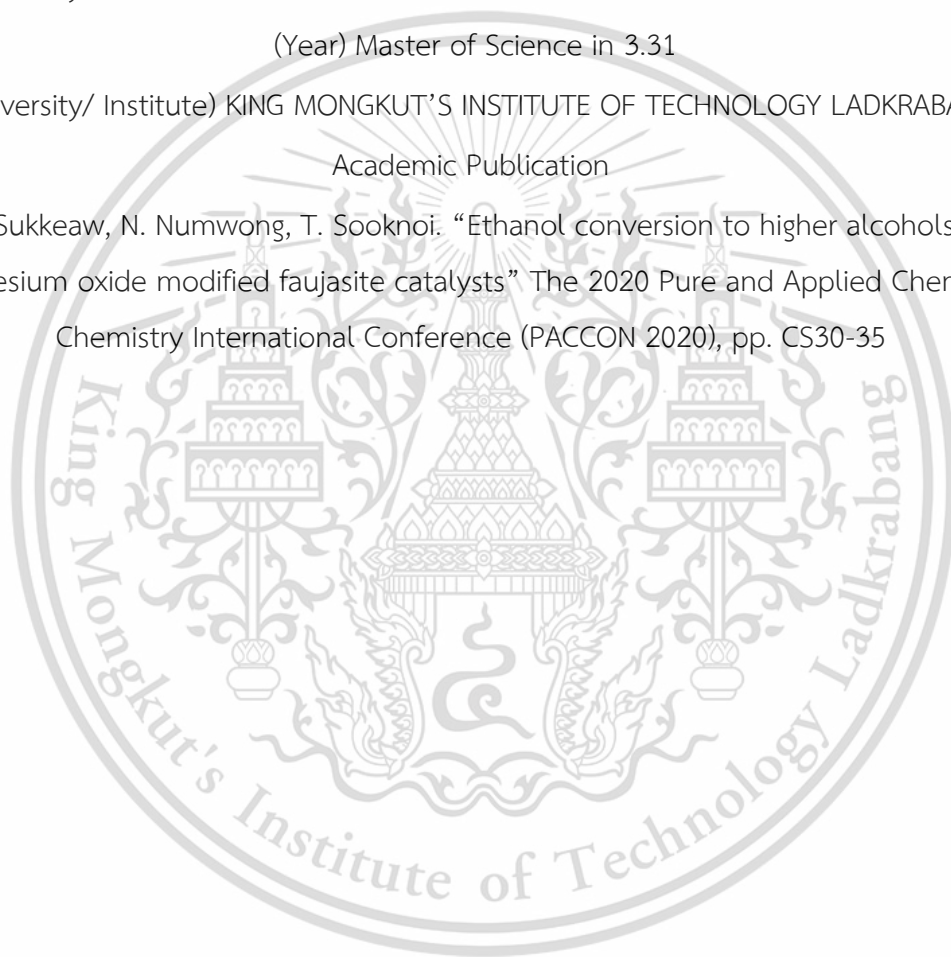 (Year) Master of Science in 3.31
versity/ Institute) KING MONGKUT’S INSTITUTE OF TECHNOLOGY LADKRABA
Academic Publication
Sukkeaw, N. Numwong, T. Sooknoi. “Ethanol conversion to higher alcohols
esium oxide modified faujasite catalysts” The 2020 Pure and Applied Chem
Chemistry International Conference (PACCON 2020), pp. CS30-35
King Mongkut's Institute of Technology Ladkrabang